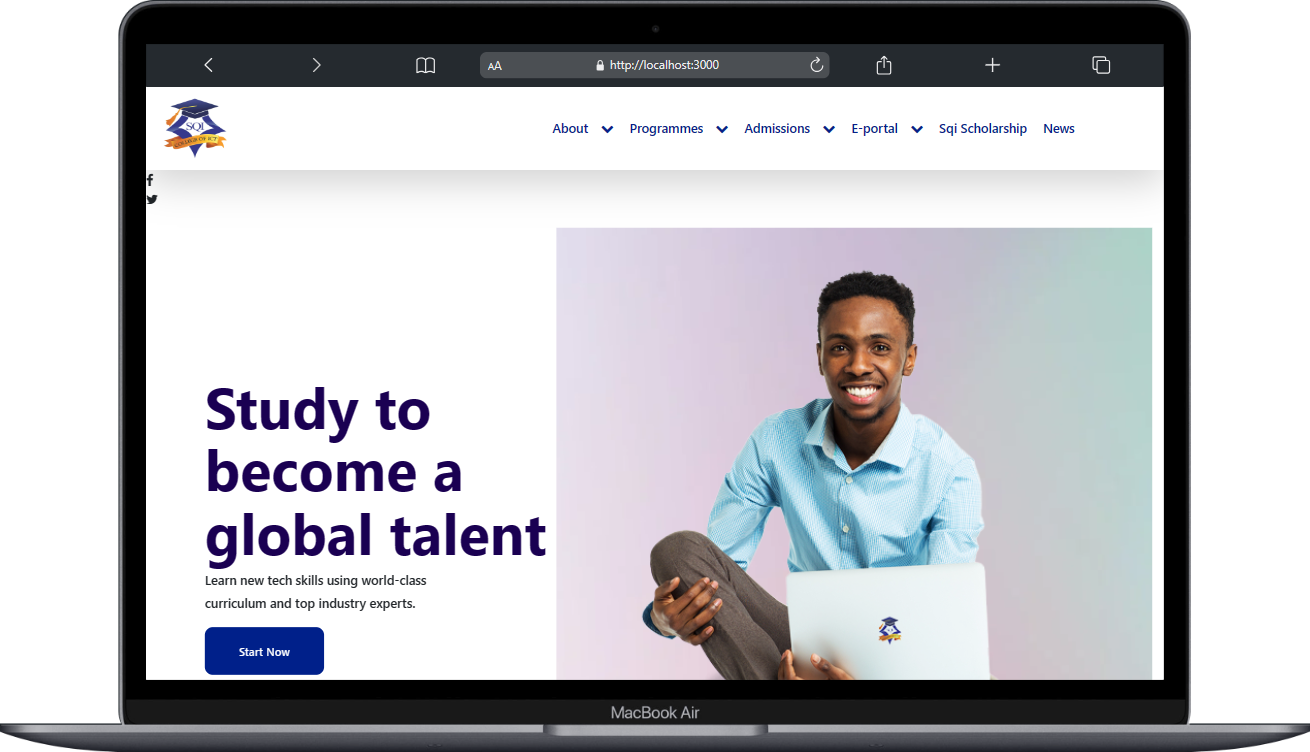 AA http://localhost:3000
SQI
COLLEGE OF ICT
About Programmes Admissions E-portal Sqi Scholarship News
Study to
become a
global talent
Learn new tech skills using world-class
curriculum and top industry experts.
Start Now
MacBook Air